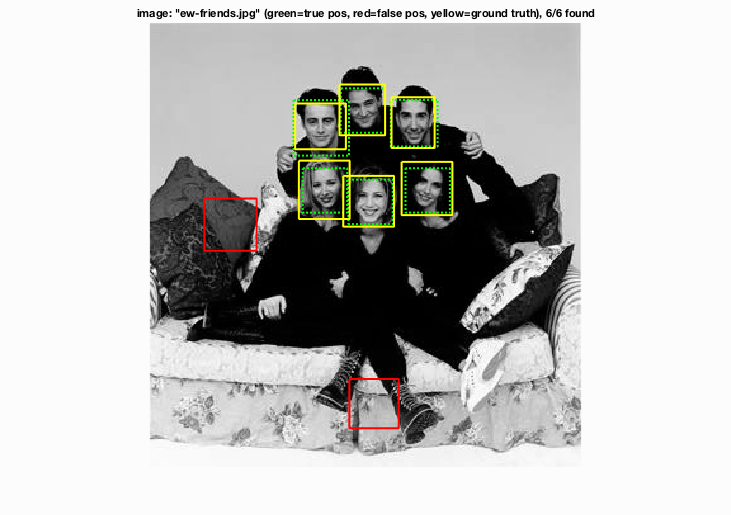 image: "ew-friends.jpg" (green=true pos, red=false pos, yellow=ground truth), 6/6 found